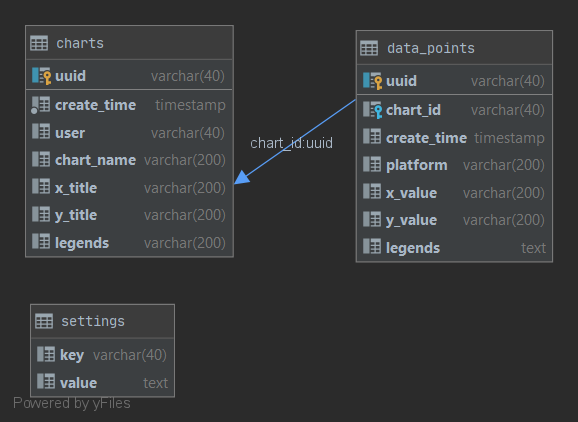 charts
uuid varchar(40)
create_time timestamp
user varchar(40)
chart_name varchar(200)
x_title varchar(200)
y_title varchar(200)
legends varchar(200)
chart_id:uuid
data_points
uuid varchar(40)
chart_id varchar(40)
create_time timestamp
platform varchar(200)
x_value varchar(200)
y_value varchar(200)
legends text
settings
key varchar(40)
value text
Powered by yFiles